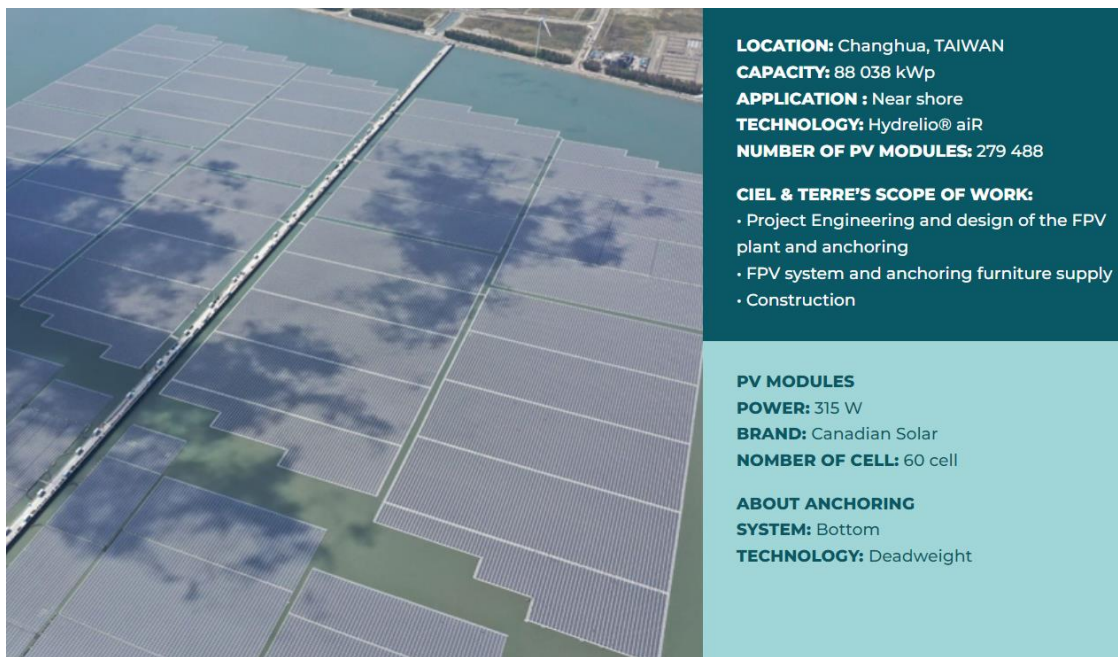 LOCATION: Changhua, TAIWAN
CAPACITY: 88 038 kWp
APPLICATION : Near shore
TECHNOLOGY: Hydrelio® aiR
NUMBER OF PV MODULES: 279 488
CIEL & TERRE’S SCOPE OF WORK:
• Project Engineering and design of the FPV
plant and anchoring
• FPV system and anchoring furniture supply
• Construction
PV MODULES
POWER: 315 W
BRAND: Canadian Solar
NOMBER OF CELL: 60 cell
ABOUT ANCHORING
SYSTEM: Bottom
TECHNOLOGY: Deadweight